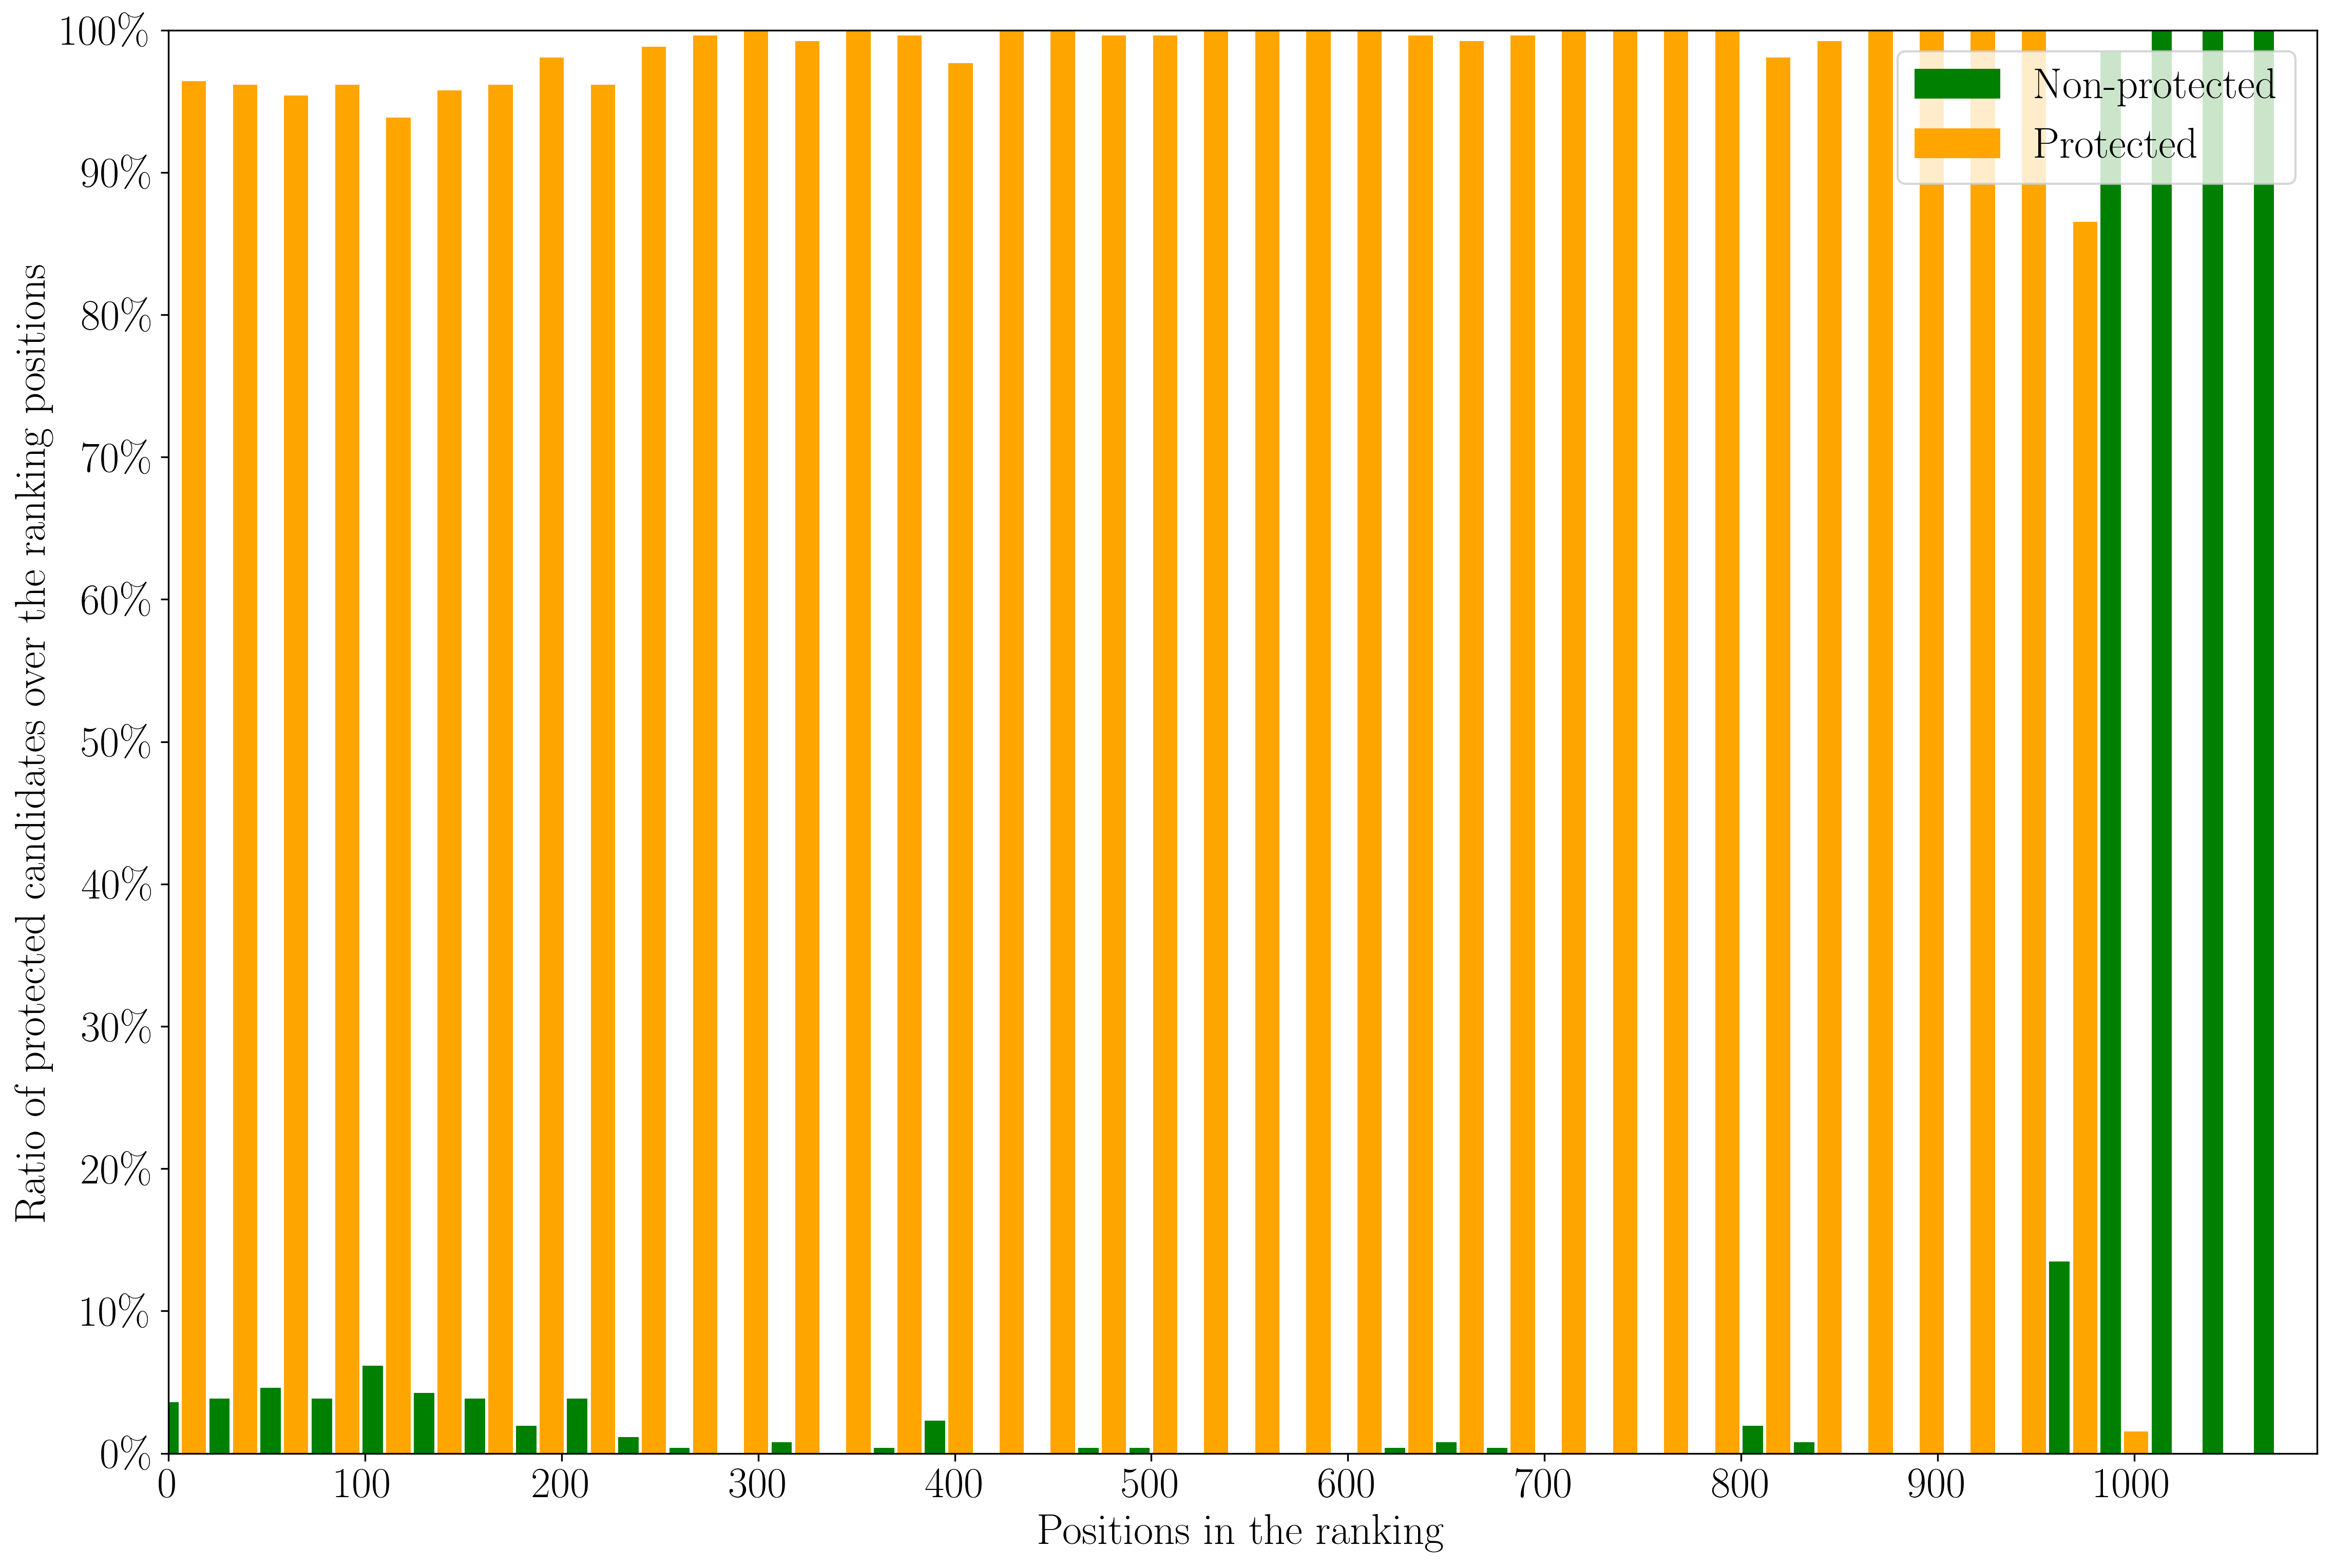 100%
90%
80%
70%
60%
50%
40%
30%
20%
10%
0%
Ratio of protected candidates over the ranking positions
Non-protected
Protected
0 100 200 300 400 500 600 700 800 900 1000
Positions in the ranking